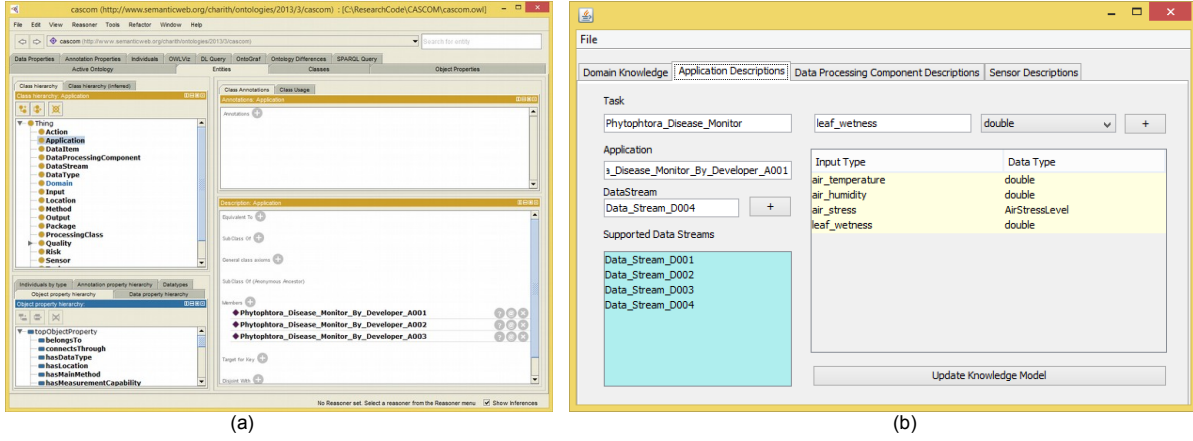 cascom (http://www.semanticweb.org/charith/ontologies/2013/3/cascom) : [C:\ResearchCode\CASCOM\cascom.owl]
File Edit View Reasoner Tools Refactor Window Help
cascom (http://www.semanticweb.org/charith/ontologies/2013/3/cascom)
Search for entity
Data Properties Annotation Properties Individuals OWLViz DL Query OntoGraf Ontology Differences SPARQL Query
Active Ontology Entities Classes Object Properties
Class hierarchy Class hierarchy (inferred)
Class hierarchy: Application
Thing
Action
Application
DataItem
DataProcessingComponent
DataStream
DataType
Domain
Input
Location
Method
Output
Package
ProcessingClass
Quality
Risk
Sensor
Individuals by type Annotation property hierarchy Datatypes
Object property hierarchy Data property hierarchy
Object property hierarchy:
topObjectProperty
belongsTo
connectsThrough
hasDataType
hasLocation
hasMainMethod
hasMeasurementCapability
Class Annotations Class Usage
Annotations: Application
Annotations
Description: Application
Equivalent To
SubClass Of
General class axioms
SubClass Of (Anonymous Ancestor)
Members
Phytophtora_Disease_Monitor_By_Developer_A001
Phytophtora_Disease_Monitor_By_Developer_A002
Phytophtora_Disease_Monitor_By_Developer_A003
Target for Key
Disjoint With
No Reasoner set. Select a reasoner from the Reasoner menu Show Inferences
(a)
File
Domain Knowledge Application Descriptions Data Processing Component Descriptions Sensor Descriptions
Task
Phytophtora_Disease_Monitor leaf_wetness double +
Application
a_Disease_Monitor_By_Developer_A001
DataStream
Data_Stream_D004 +
Supported Data Streams
Data_Stream_D001
Data_Stream_D002
Data_Stream_D003
Data_Stream_D004
Input Type Data Type
air_temperature double
air_humidity double
air_stress AirStressLevel
leaf_wetness double
Update Knowledge Model
(b)